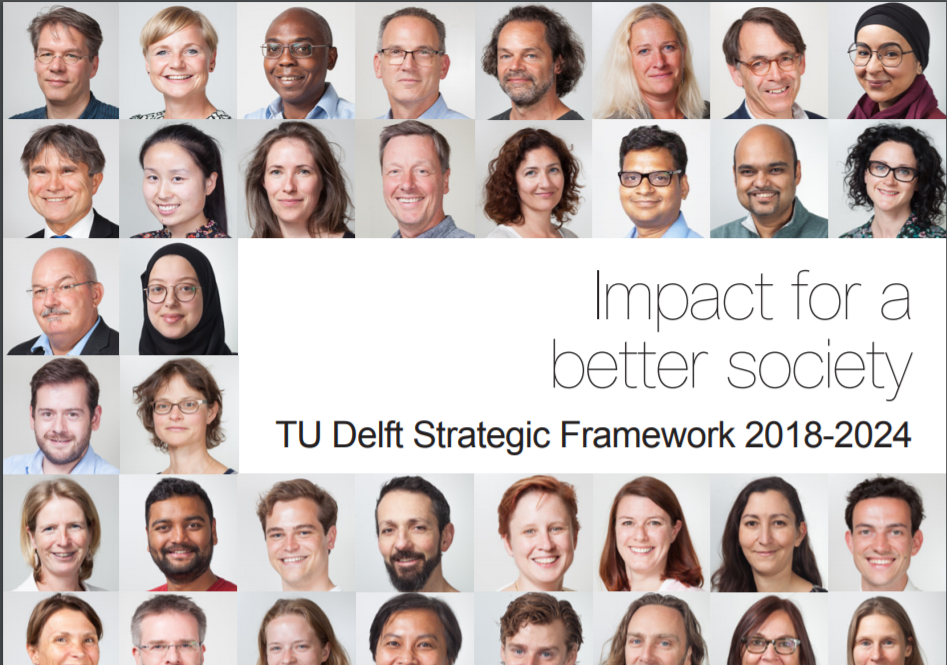 Impact for a
better society
TU Delft Strategic Framework 2018-2024